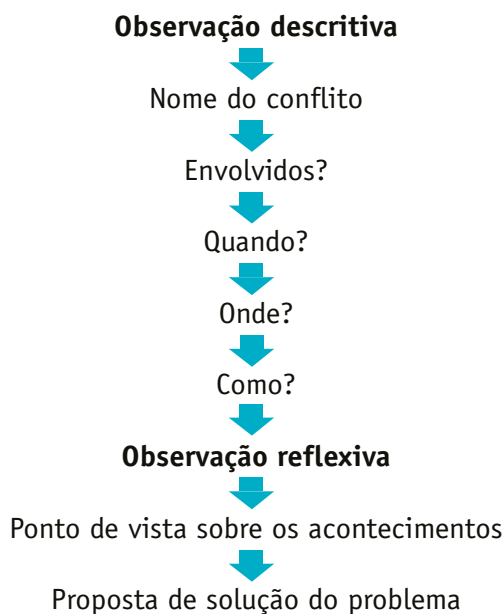 Observação descritiva
Nome do conflito
Envolvidos?
Quando?
Onde?
Como?
Observação reflexiva
Ponto de vista sobre os acontecimentos
Proposta de solução do problema